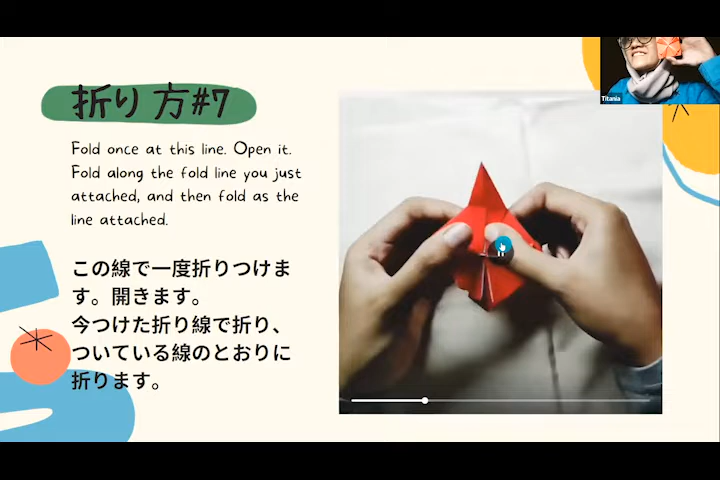 折り方#7
Fold once at this line. Open it.
Fold along the fold line you just
attached, and then fold as the
line attached.
この線で一度折りつけま
す。開きます。
今つけた折り線で折り、
ついている線のとおりに
折ります。
Titania